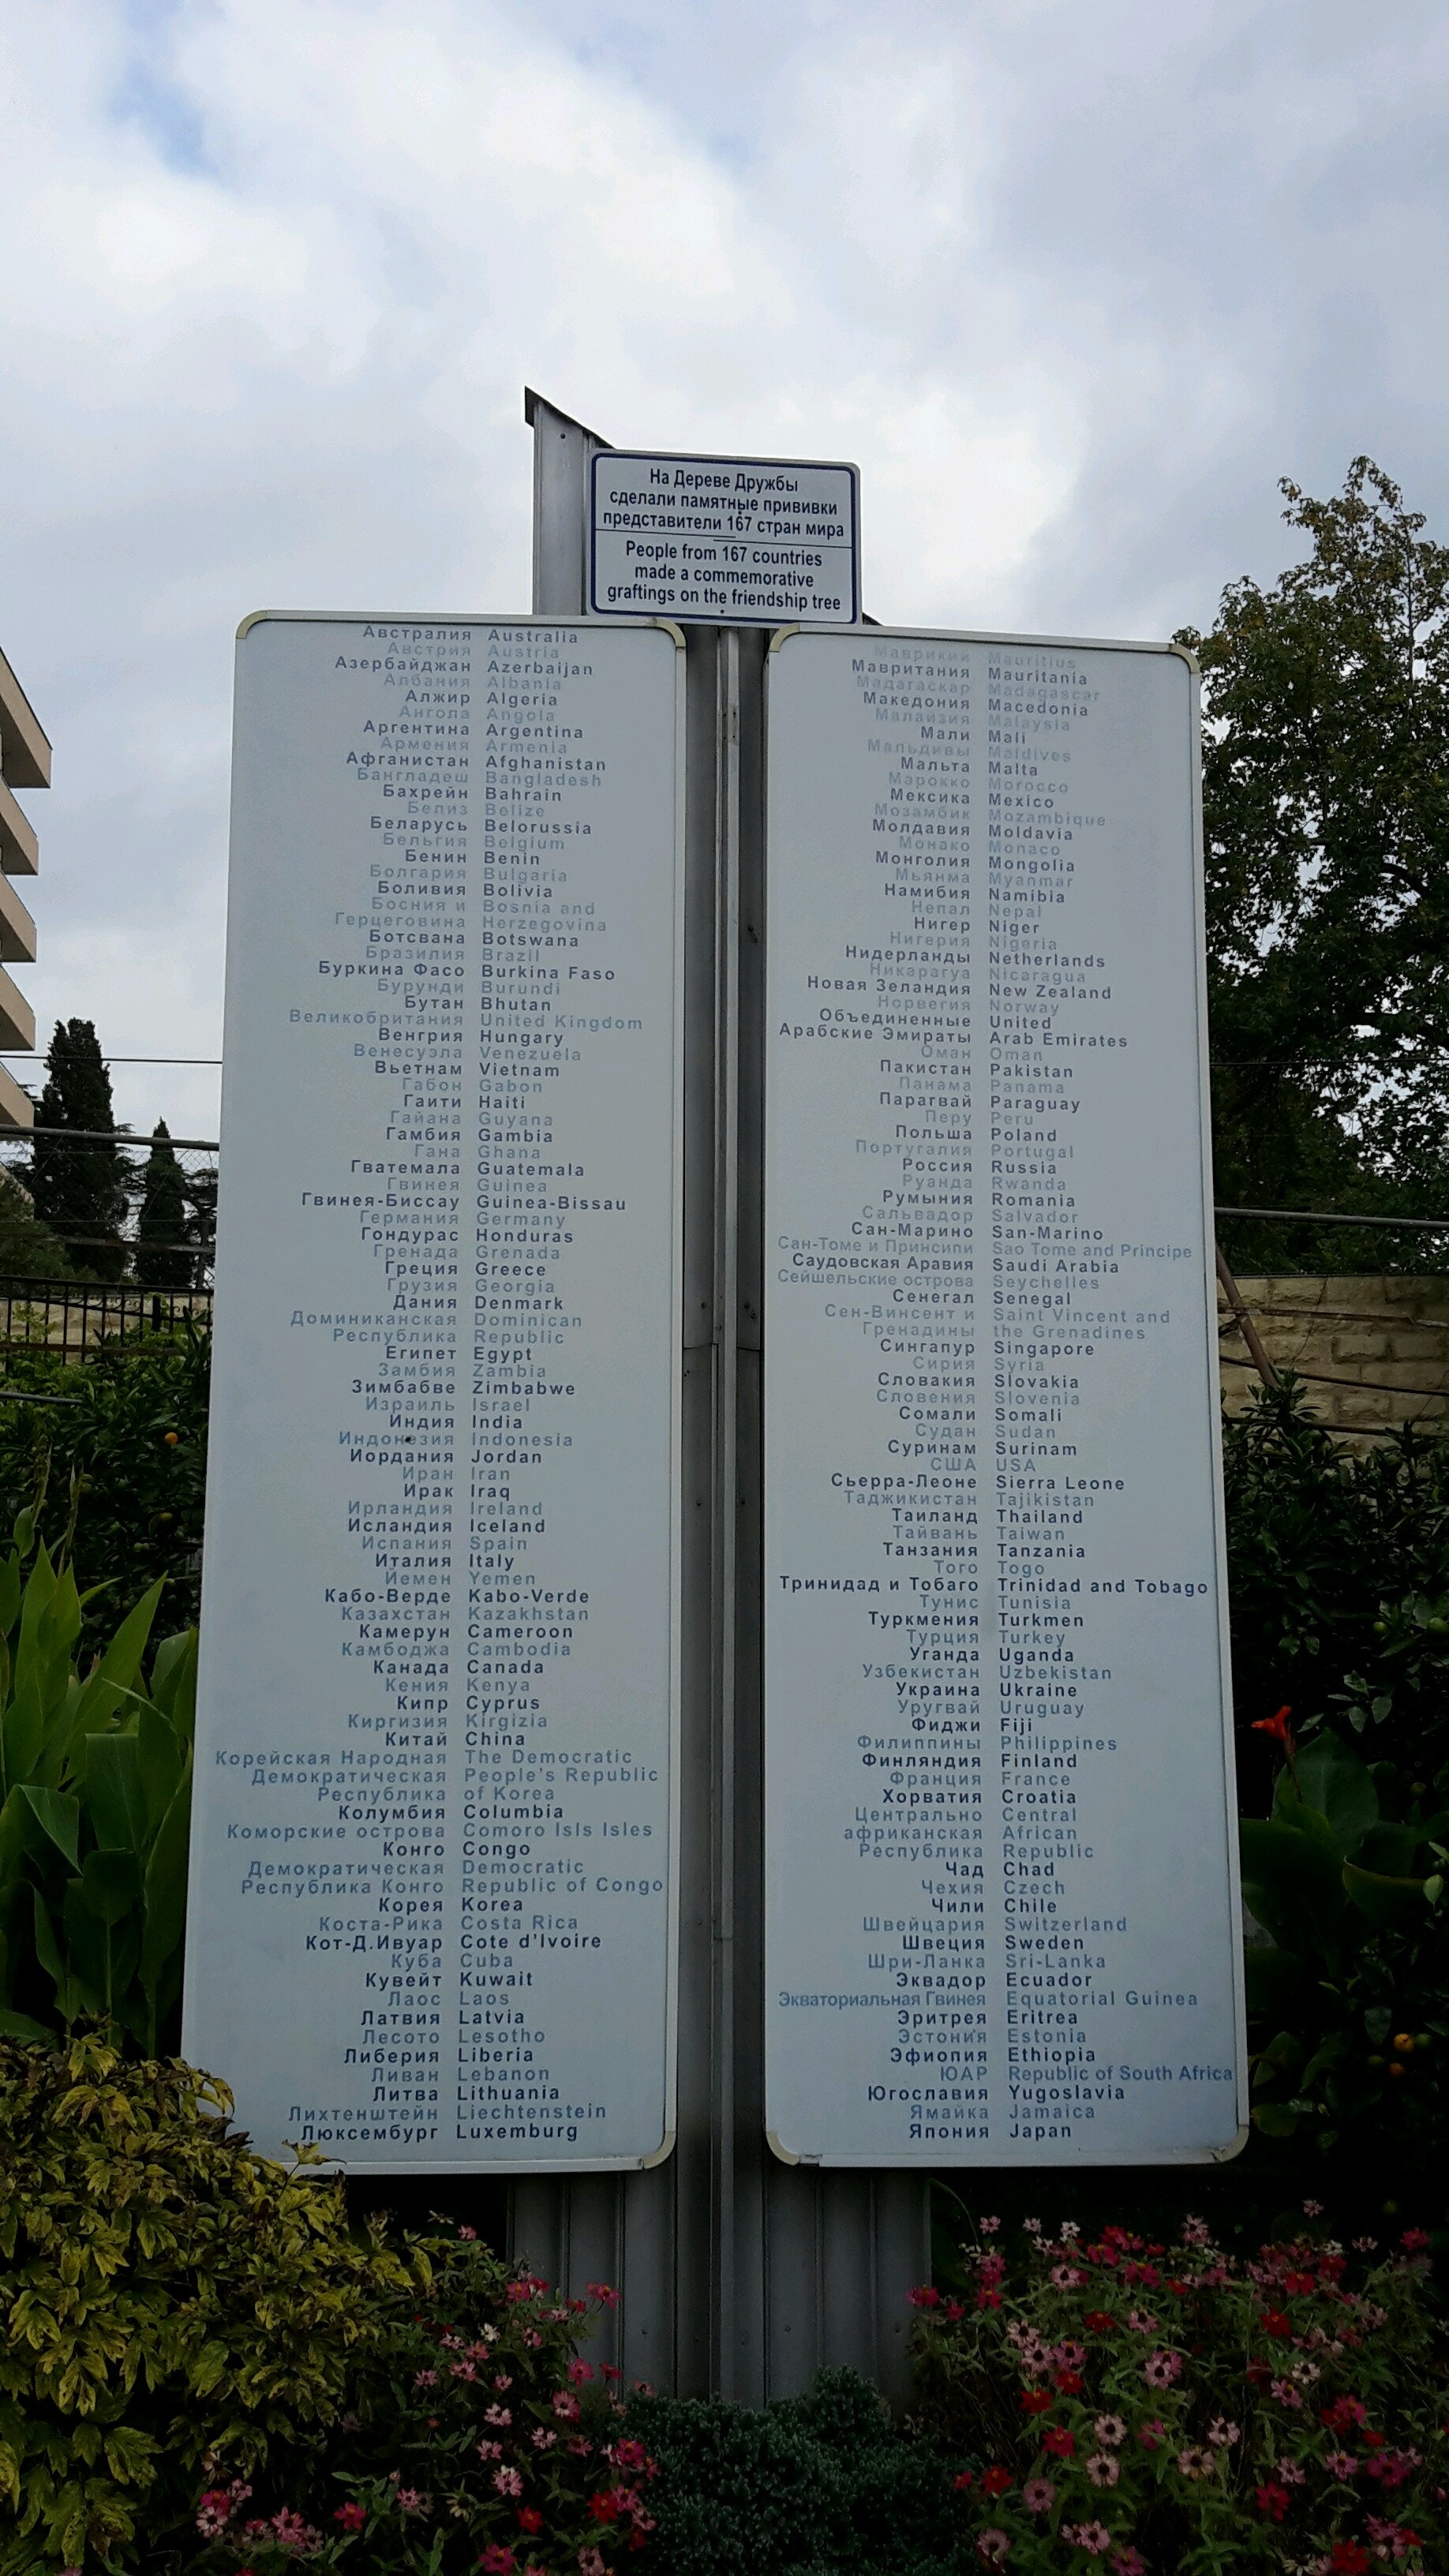 На Дереве Дружбы
сделали памятные прививки
представители 167 стран мира
People from 167 countries
made a commemorative
graftings on the friendship tree
Австралия Australia
Австрия Austria
Азербайджан Azerbaijan
Албания Albania
Алжир Algeria
Ангола Angola
Аргентина Argentina
Армения Armenia
Афганистан Afghanistan
Бангладеш Bangladesh
Бахрейн Bahrain
Белиз Belize
Беларусь Belorussia
Бельгия Belgium
Бенин Benin
Болгария Bulgaria
Боливия Bolivia
Босния и Bosnia and
Герцеговина Herzegovina
Ботсвана Botswana
Бразилия Brazil
Буркина Фасо Burkina Faso
Бурунди Burundi
Бутан Bhutan
Великобритания United Kingdom
Венгрия Hungary
Венесуэла Venezuela
Вьетнам Vietnam
Габон Gabon
Гаити Haiti
Гайана Guyana
Гамбия Gambia
Гана Ghana
Гватемала Guatemala
Гвинея Guinea
Гвинея-Биссау Guinea-Bissau
Германия Germany
Гондурас Honduras
Гренада Grenada
Греция Greece
Грузия Georgia
Дания Denmark
Доминиканская Dominican
Республика Republic
Египет Egypt
Замбия Zambia
Зимбабве Zimbabwe
Израиль Israel
Индия India
Индонезия Indonesia
Иордания Jordan
Иран Iran
Ирак Iraq
Ирландия Ireland
Исландия Iceland
Испания Spain
Италия Italy
Йемен Yemen
Кабо-Верде Kabo-Verde
Казахстан Kazakhstan
Камерун Cameroon
Камбоджа Cambodia
Канада Canada
Кения Kenya
Кипр Cyprus
Киргизия Kirgizia
Китай China
Корейская Народная The Democratic
Демократическая People's Republic
Республика of Korea
Колумбия Columbia
Коморские острова Comoro Isls Isles
Конго Congo
Демократическая Democratic
Республика Конго Republic of Congo
Корея Korea
Коста-Рика Costa Rica
Кот-Д.Ивуар Cote d'Ivoire
Куба Cuba
Кувейт Kuwait
Лаос Laos
Латвия Latvia
Лесото Lesotho
Либерия Liberia
Ливан Lebanon
Литва Lithuania
Лихтенштейн Liechtenstein
Люксембург Luxemburg
Маврикий Mauritius
Мавритания Mauritania
Мадагаскар Madagascar
Македония Macedonia
Малайзия Malaysia
Мали Mali
Мальдивы Maldives
Мальта Malta
Марокко Morocco
Мексика Mexico
Мозамбик Mozambique
Молдавия Moldavia
Монако Monaco
Монголия Mongolia
Мьянма Myanmar
Намибия Namibia
Непал Nepal
Нигер Niger
Нигерия Nigeria
Нидерланды Netherlands
Никарагуа Nicaragua
Новая Зеландия New Zealand
Норвегия Norway
Объединенные United
Арабские Эмираты Arab Emirates
Оман Oman
Пакистан Pakistan
Панама Panama
Парагвай Paraguay
Перу Peru
Польша Poland
Португалия Portugal
Россия Russia
Руанда Rwanda
Румыния Romania
Сальвадор Salvador
Сан-Марино San-Marino
Сан-Томе и Принсипи Sao Tome and Principe
Саудовская Аравия Saudi Arabia
Сейшельские острова Seychelles
Сенегал Senegal
Сен-Винсент и Saint Vincent and
Гренадины the Grenadines
Сингапур Singapore
Сирия Syria
Словакия Slovakia
Словения Slovenia
Сомали Somali
Судан Sudan
Суринам Surinam
США USA
Сьерра-Леоне Sierra Leone
Таджикистан Tajikistan
Таиланд Thailand
Тайвань Taiwan
Танзания Tanzania
Того Togo
Тринидад и Тобаго Trinidad and Tobago
Тунис Tunisia
Туркмения Turkmen
Турция Turkey
Уганда Uganda
Узбекистан Uzbekistan
Украина Ukraine
Уругвай Uruguay
Фиджи Fiji
Филиппины Philippines
Финляндия Finland
Франция France
Хорватия Croatia
Центрально Central
африканская African
Республика Republic
Чад Chad
Чехия Czech
Чили Chile
Швейцария Switzerland
Швеция Sweden
Шри-Ланка Sri-Lanka
Эквадор Ecuador
Экваториальная Гвинея Equatorial Guinea
Эритрея Eritrea
Эстония Estonia
Эфиопия Ethiopia
ЮАР Republic of South Africa
Югославия Yugoslavia
Ямайка Jamaica
Япония Japan